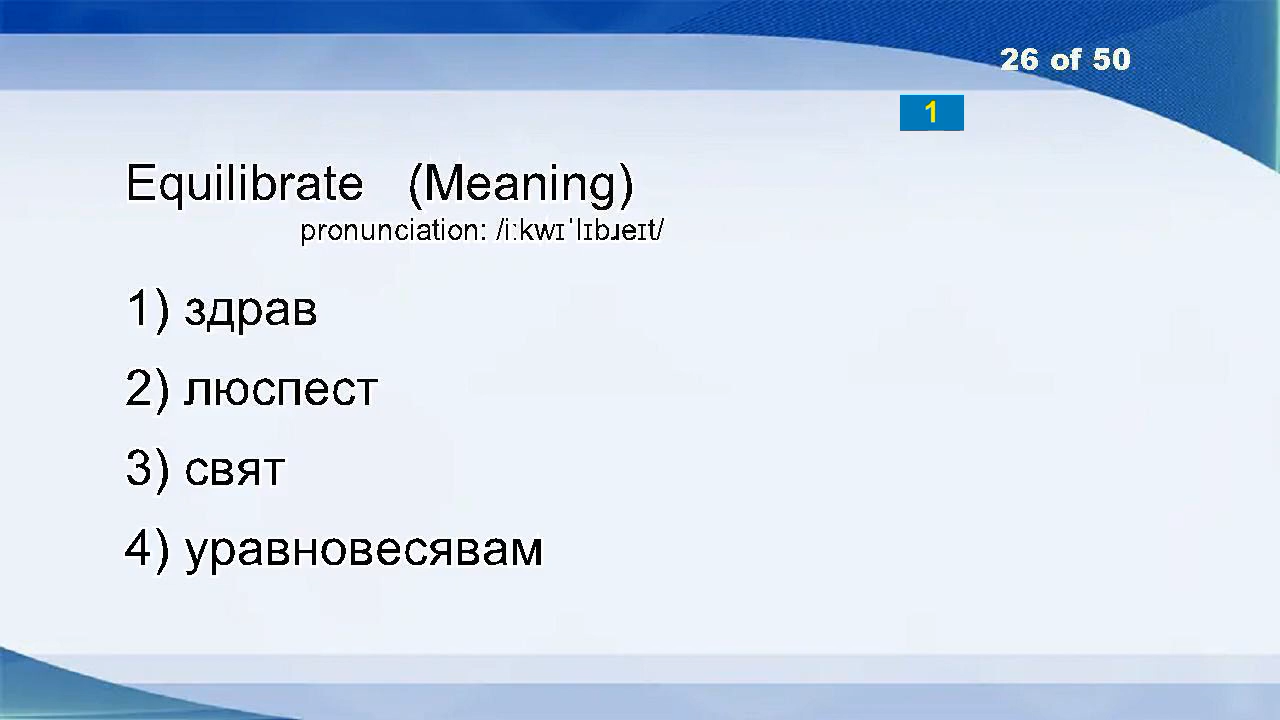 26 of 50
1
Equilibrate (Meaning)
pronunciation: /iːkwɪˈlɪbɹeɪt/
1) здрав
2) люспест
3) свят
4) уравновесявам